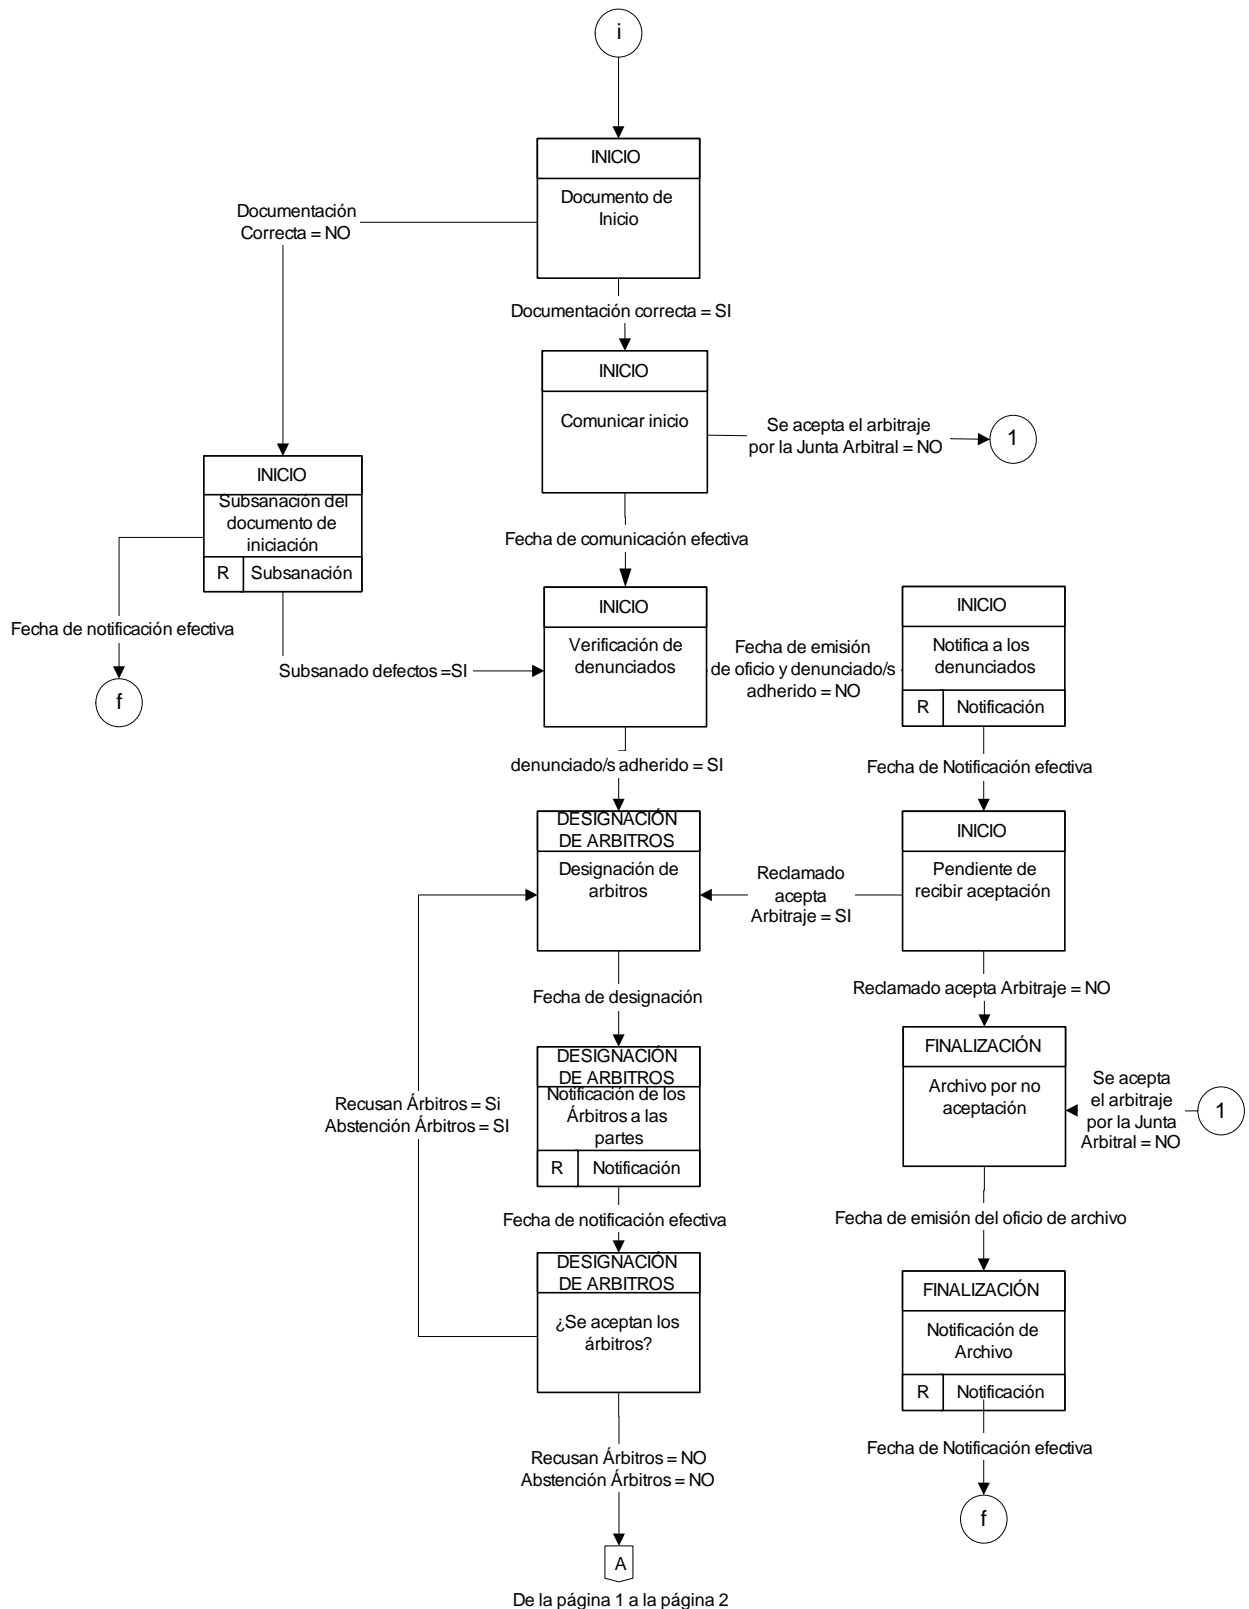 i
INICIO
Documento de
Inicio
Documentación
Correcta = NO
Documentación correcta = SI
INICIO
Comunicar inicio
Se acepta el arbitraje
por la Junta Arbitral = NO
1
INICIO
Subsanación del
documento de
iniciación
R
Subsanación
Fecha de comunicación efectiva
Fecha de notificación efectiva
f
Subsanado defectos =SI
INICIO
Verificación de
denunciados
Fecha de emisión
de oficio y denunciado/s
adherido = NO
INICIO
Notifica a los
denunciados
R
Notificación
denunciado/s adherido = SI
Fecha de Notificación efectiva
DESIGNACIÓN
DE ARBITROS
Designación de
arbitros
Reclamado
acepta
Arbitraje = SI
INICIO
Pendiente de
recibir aceptación
Fecha de designación
Reclamado acepta Arbitraje = NO
DESIGNACIÓN
DE ARBITROS
Notificación de los
Árbitros a las
partes
R
Notificación
Recusan Árbitros = Si
Abstención Árbitros = SI
FINALIZACIÓN
Archivo por no
aceptación
Se acepta
el arbitraje
por la Junta
Arbitral = NO
1
Fecha de notificación efectiva
Fecha de emisión del oficio de archivo
DESIGNACIÓN
DE ARBITROS
¿Se aceptan los
árbitros?
FINALIZACIÓN
Notificación de
Archivo
R
Notificación
Recusan Árbitros = NO
Abstención Árbitros = NO
Fecha de Notificación efectiva
f
A
De la página 1 a la página 2